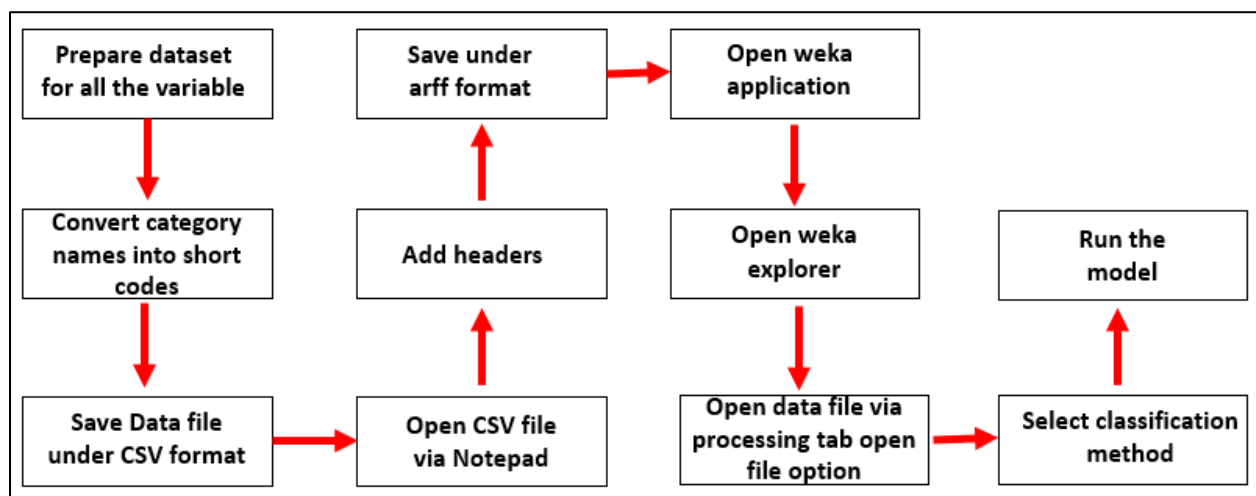 Prepare dataset
for all the variable
Convert category
names into short
codes
Save Data file
under CSV format
Open CSV file
via Notepad
Add headers
Save under
arff format
Open weka
application
Open weka
explorer
Open data file via
processing tab open
file option
Select classification
method
Run the
model